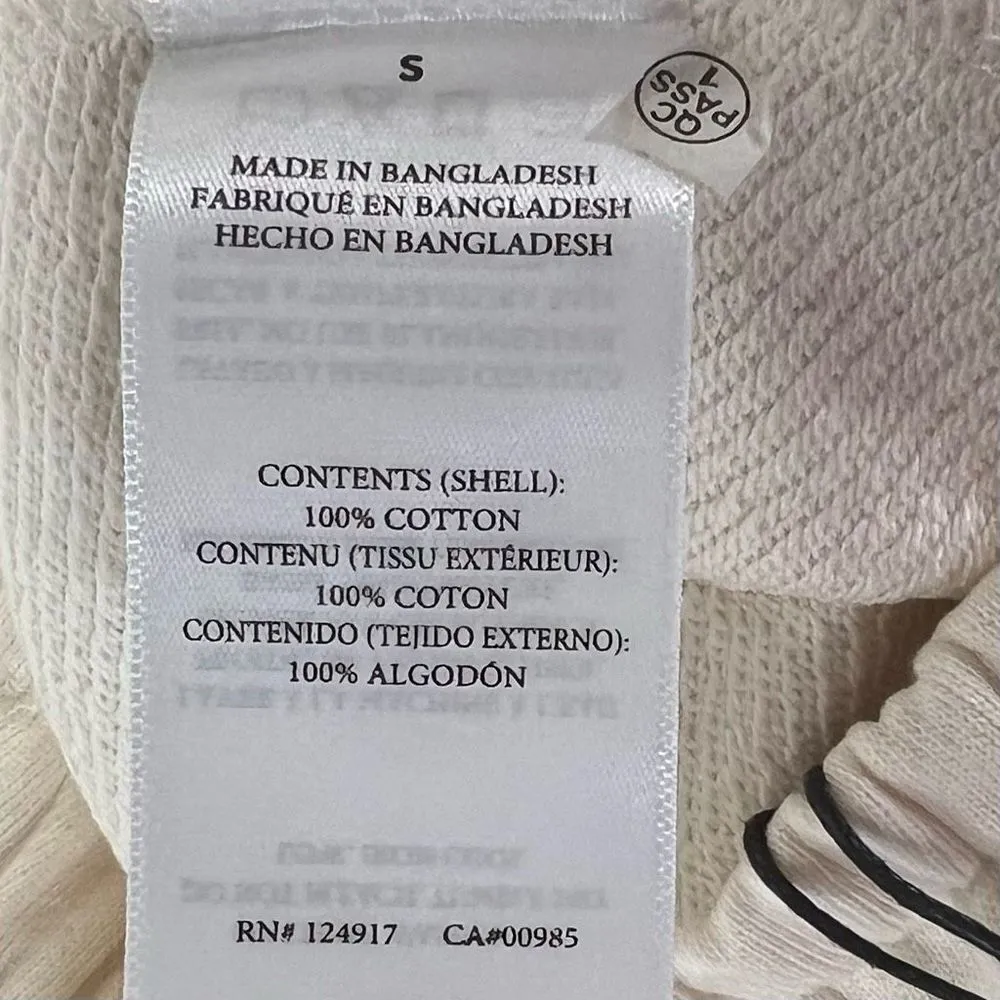 S
QC
PASS
1
MADE IN BANGLADESH
FABRIQUÉ EN BANGLADESH
HECHO EN BANGLADESH
CONTENTS (SHELL):
100% COTTON
CONTENU (TISSU EXTÉRIEUR):
100% COTON
CONTENIDO (TEJIDO EXTERNO):
100% ALGODÓN
RN# 124917 CA#00985